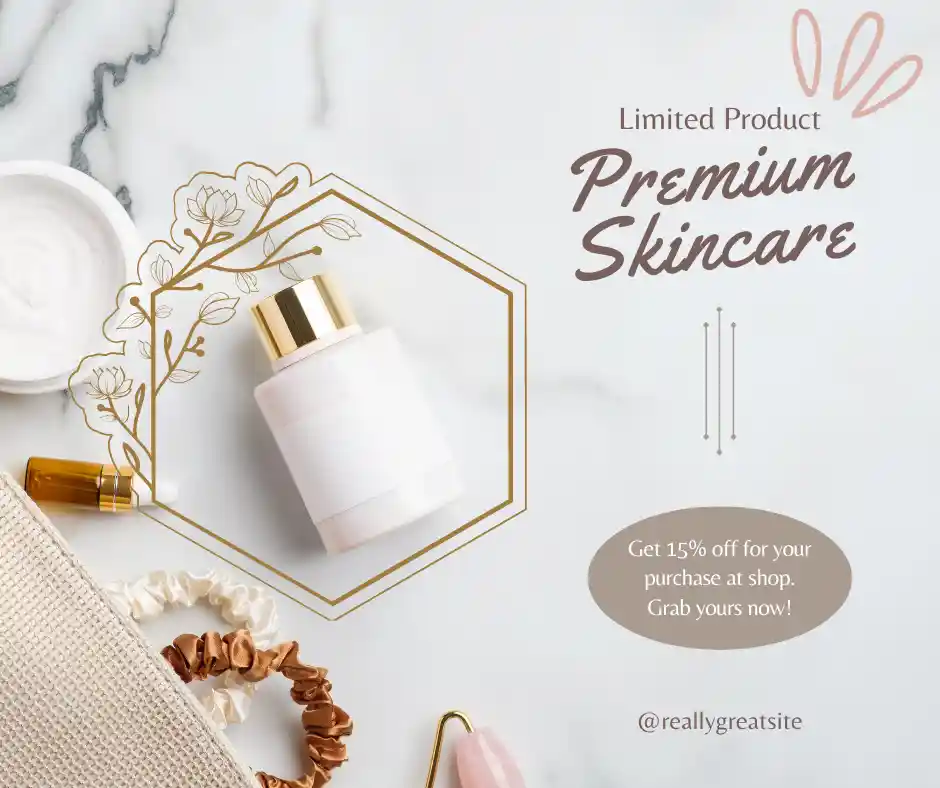 Limited Product
Premium
Skincare
Get 15% off for your
purchase at shop.
Grab yours now!
@reallygreatsite